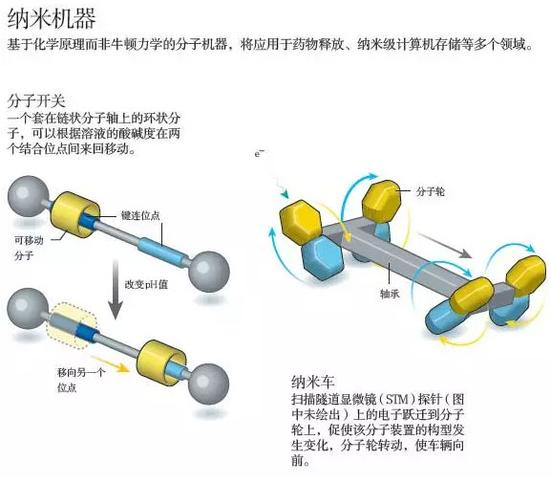 纳米机器
基于化学原理而非牛顿力学的分子机器，将应用于药物释放、纳米级计算机存储等多个领域。
分子开关
一个套在链状分子轴上的环状分
子，可以根据溶液的酸碱度在两
个结合位点间来回移动。
键连位点
可移动
分子
改变pH值
移向另一个
位点
e⁻
分子轮
轴承
纳米车
扫描隧道显微镜（STM）探针（图
中未绘出）上的电子跃迁到分子
轮上，促使该分子装置的构型发
生变化，分子轮转动，使车辆向
前。